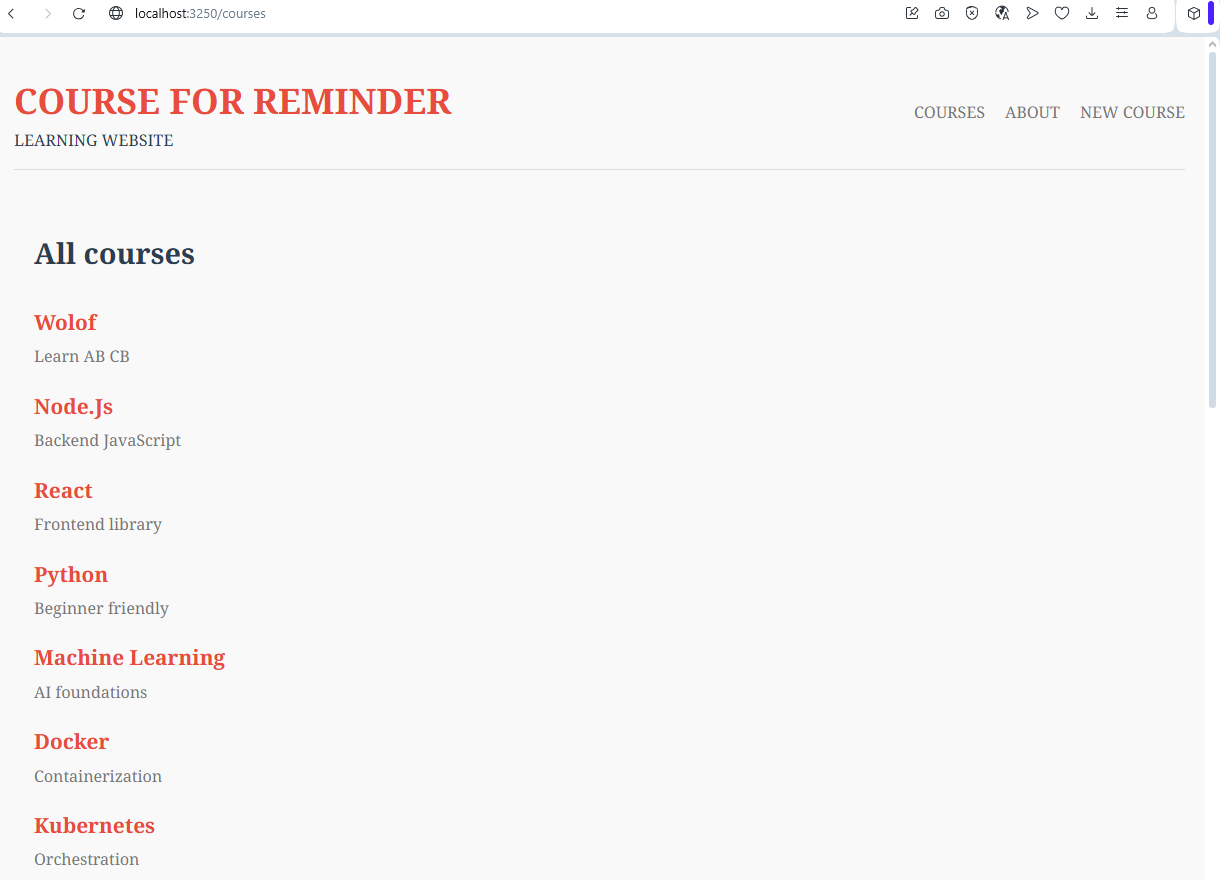 localhost:3250/courses
COURSE FOR REMINDER
LEARNING WEBSITE
COURSES ABOUT NEW COURSE
All courses
Wolof
Learn AB CB
Node.Js
Backend JavaScript
React
Frontend library
Python
Beginner friendly
Machine Learning
AI foundations
Docker
Containerization
Kubernetes
Orchestration